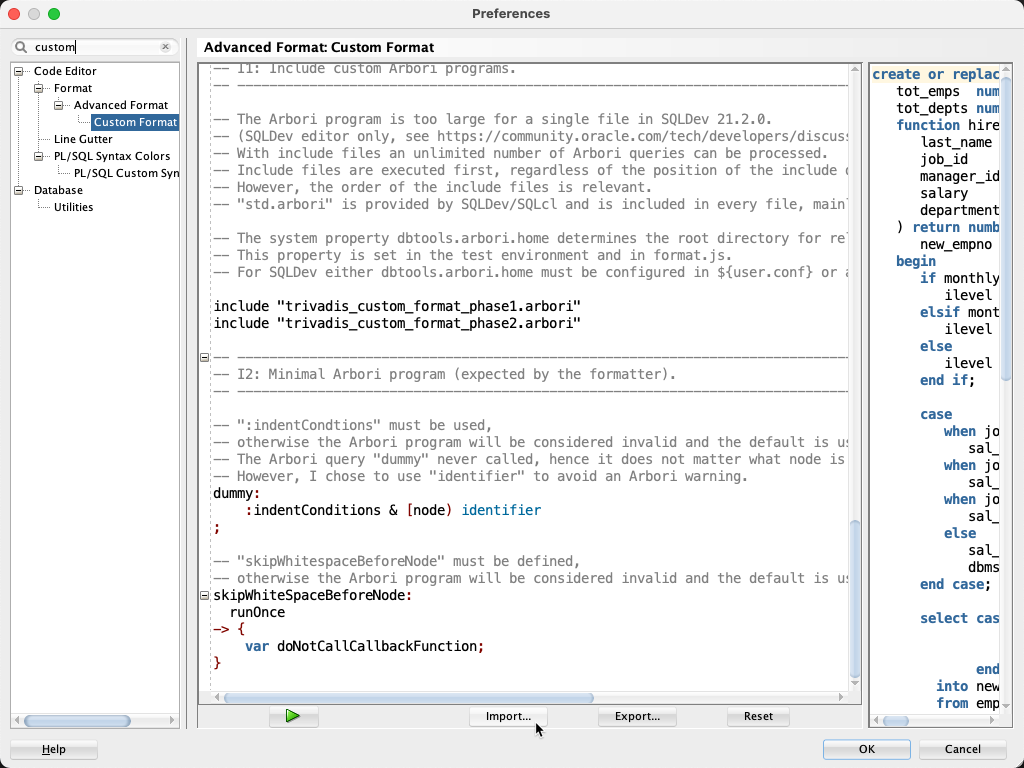 Preferences
custom
Code Editor
Format
Advanced Format
Custom Format
Line Gutter
PL/SQL Syntax Colors
PL/SQL Custom Syn
Database
Utilities
Advanced Format: Custom Format
-- I1: Include custom Arbori programs.
-- The Arbori program is too large for a single file in SQLDev 21.2.0.
-- (SQLDev editor only, see https://community.oracle.com/tech/developers/discuss
-- With include files an unlimited number of Arbori queries can be processed.
-- Include files are executed first, regardless of the position of the include
-- However, the order of the include files is relevant.
-- "std.arbori" is provided by SQLDev/SQLcl and is included in every file, main
-- The system property dbtools.arbori.home determines the root directory for rel
-- This property is set in the test environment and in format.js.
-- For SQLDev either dbtools.arbori.home must be configured in ${user.conf} or a
include "trivadis_custom_format_phase1.arbori"
include "trivadis_custom_format_phase2.arbori"
-- I2: Minimal Arbori program (expected by the formatter).
-- ":indentCondtions" must be used,
-- otherwise the Arbori program will be considered invalid and the default is us
-- The Arbori query "dummy" never called, hence it does not matter what node is
-- However, I chose to use "identifier" to avoid an Arbori warning.
dummy:
:indentConditions & [node) identifier
;
-- "skipWhitespaceBeforeNode" must be defined,
-- otherwise the Arbori program will be considered invalid and the default is us
skipWhiteSpaceBeforeNode:
runOnce
-> {
var doNotCallCallbackFunction;
}
create or replac
tot_emps num
tot_depts num
function hire
last_name
job_id
manager_id
salary
department
) return numb
new_empno
begin
if monthly
ilevel
elsif mont
ilevel
else
ilevel
end if;
case
when jo
sal_
when jo
sal_
when jo
sal_
else
sal_
dbms
end case;
select cas
end
into new
from emp
Import...
Export...
Reset
Help
OK
Cancel